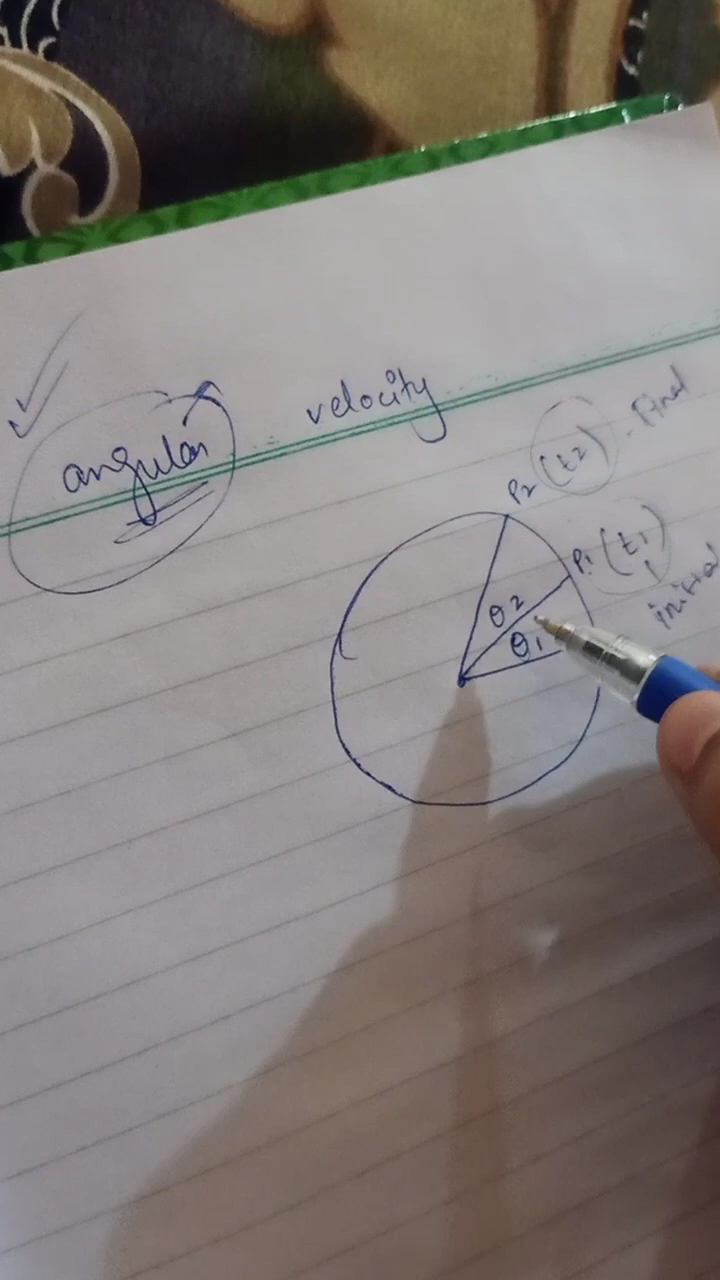 angular velocity
P2 (t2) - Final
P1 (t1)
initial
θ2
θ1